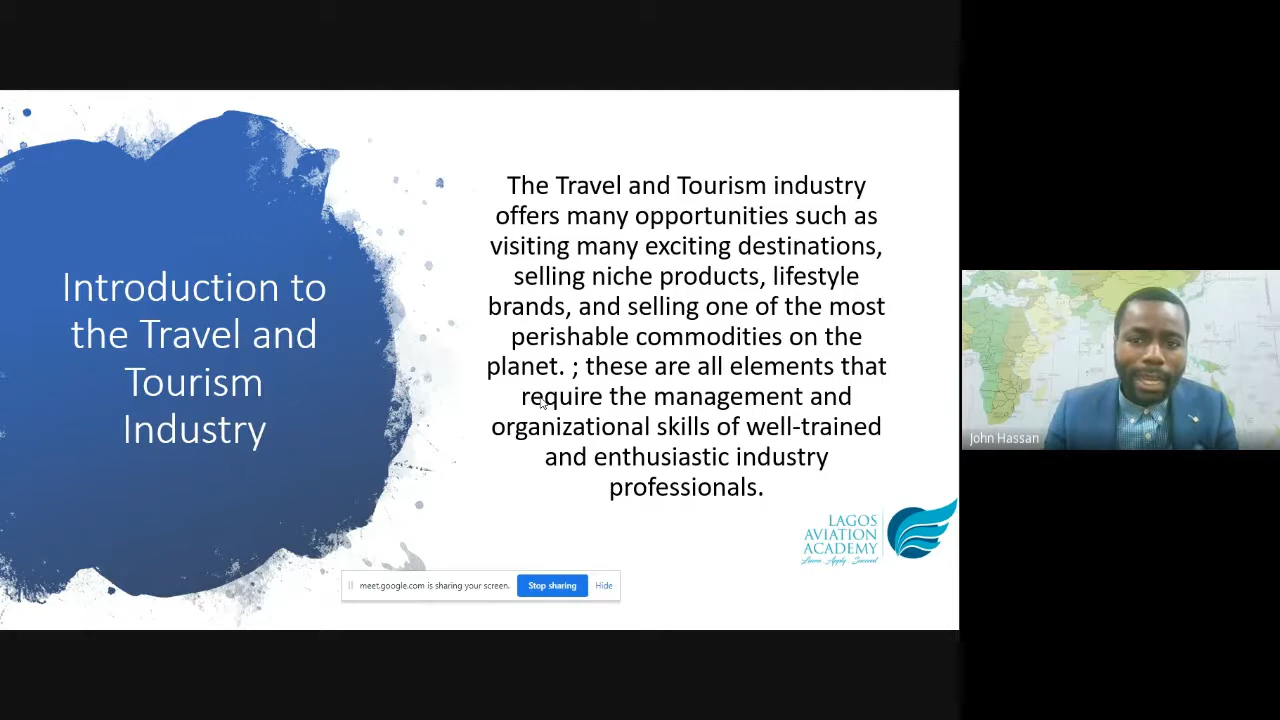 Introduction to
the Travel and
Tourism
Industry
The Travel and Tourism industry
offers many opportunities such as
visiting many exciting destinations,
selling niche products, lifestyle
brands, and selling one of the most
perishable commodities on the
planet. ; these are all elements that
require the management and
organizational skills of well-trained
and enthusiastic industry
professionals.
LAGOS
AVIATION
ACADEMY
Learn . Apply . Succeed
meet.google.com is sharing your screen. Stop sharing Hide
John Hassan